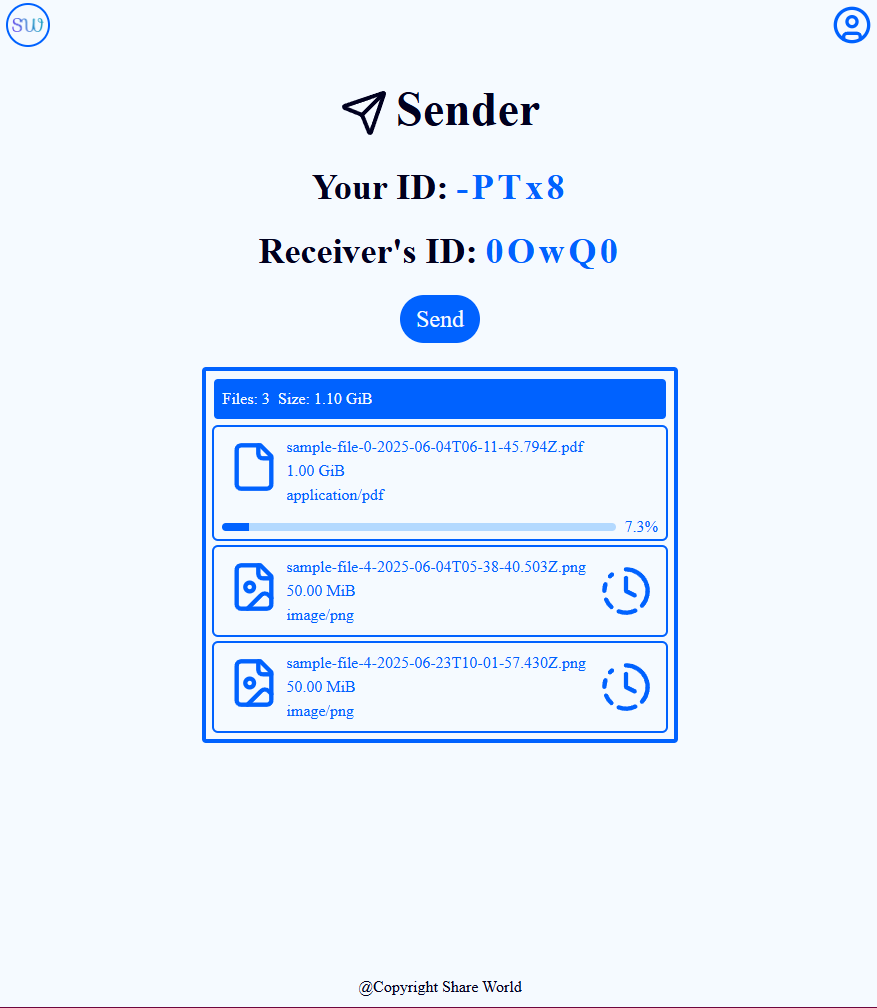 SW
Sender
Your ID: -PTx8
Receiver's ID: 0OwQ0
Send
Files: 3 Size: 1.10 GiB
sample-file-0-2025-06-04T06-11-45.794Z.pdf
1.00 GiB
application/pdf
7.3%
sample-file-4-2025-06-04T05-38-40.503Z.png
50.00 MiB
image/png
sample-file-4-2025-06-23T10-01-57.430Z.png
50.00 MiB
image/png
@Copyright Share World